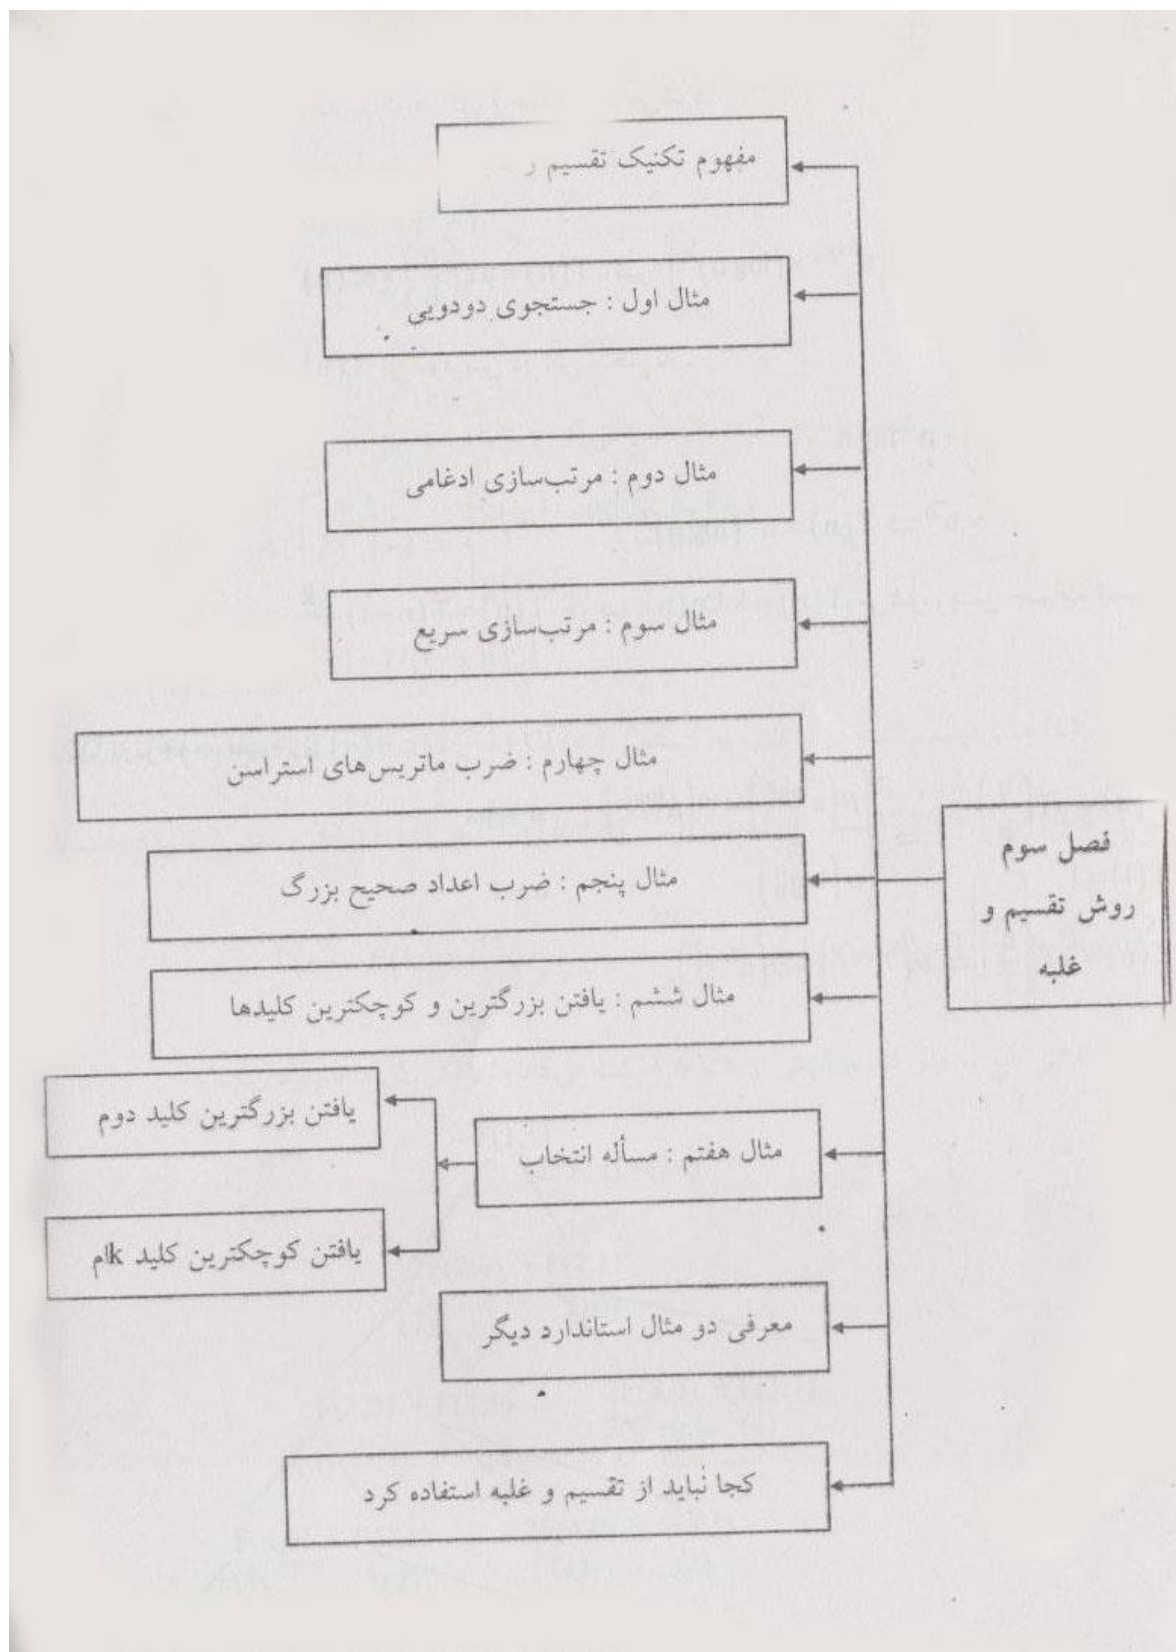 فصل سوم
روش تقسیم و
غلبه
مفهوم تکنیک تقسیم و
مثال اول : جستجوی دودویی
مثال دوم : مرتب‌سازی ادغامی
مثال سوم : مرتب‌سازی سریع
مثال چهارم : ضرب ماتریس‌های استراسن
مثال پنجم : ضرب اعداد صحیح بزرگ
مثال ششم : یافتن بزرگترین و کوچکترین کلیدها
مثال هفتم : مسأله انتخاب
یافتن بزرگترین کلید دوم
یافتن کوچکترین کلید kام
معرفی دو مثال استاندارد دیگر
کجا نباید از تقسیم و غلبه استفاده کرد